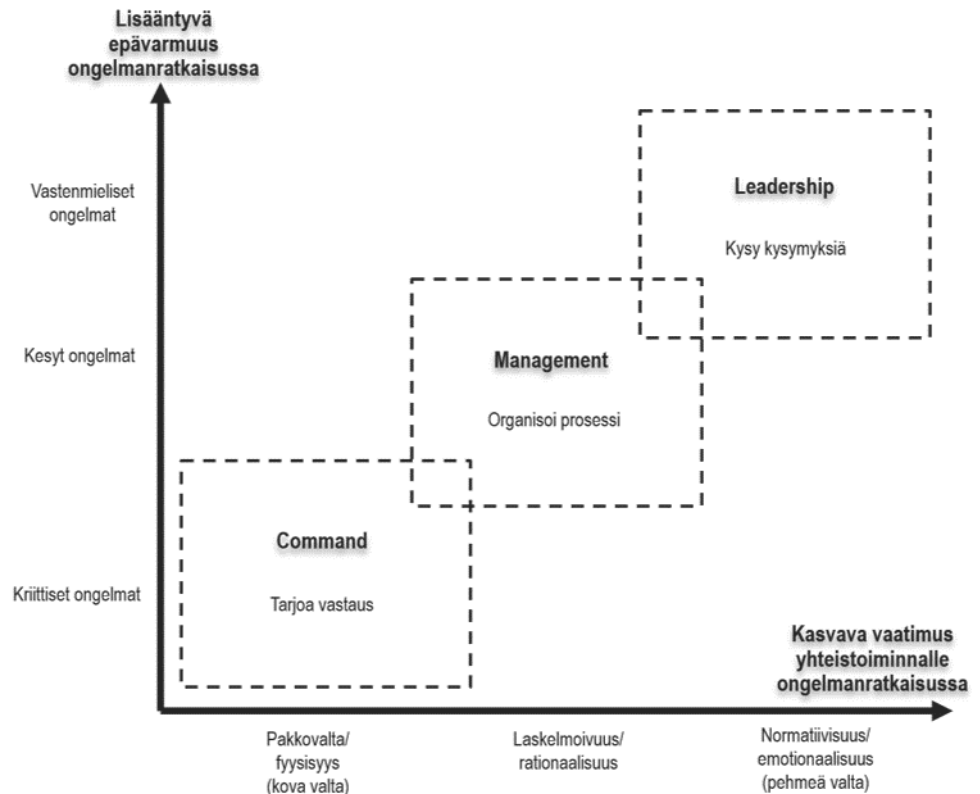 Lisääntyvä
epävarmuus
ongelmanratkaisussa
Vastenmieliset
ongelmat
Leadership
Kysy kysymyksiä
Kesyt ongelmat
Management
Organisoi prosessi
Command
Kriittiset ongelmat
Tarjoa vastaus
Kasvava vaatimus
yhteistoiminnalle
ongelmanratkaisussa
Pakkovalta/
fyysisyys
(kova valta)
Laskelmoivuus/
rationaalisuus
Normatiivisuus/
emotionaalisuus
(pehmeä valta)